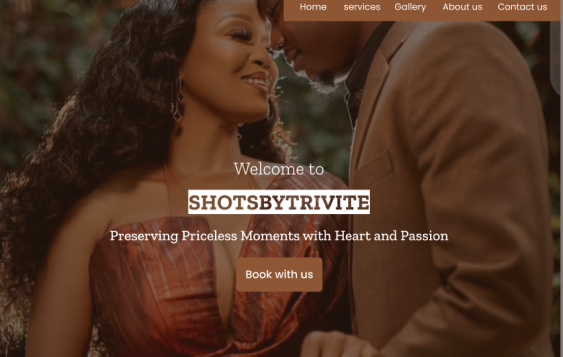 Home services Gallery About us Contact us
Welcome to
SHOTSBYTRIVITE
Preserving Priceless Moments with Heart and Passion
Book with us